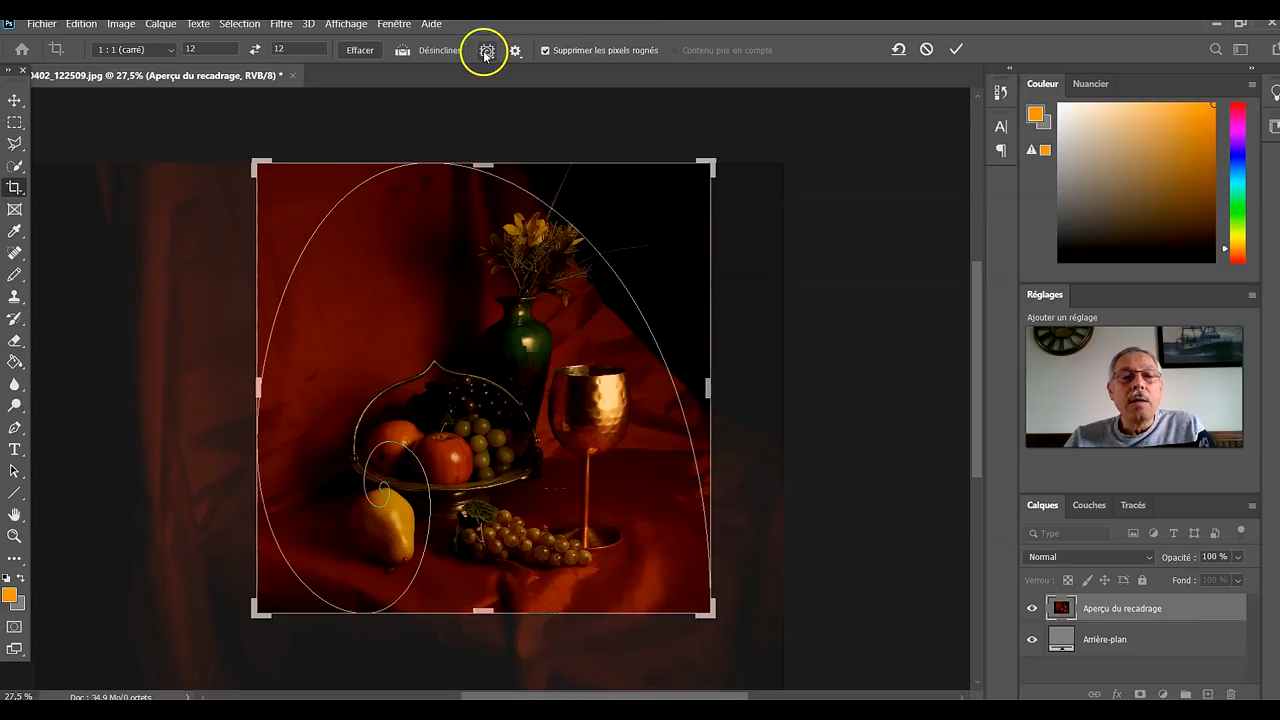 Ps Fichier Edition Image Calque Texte Sélection Filtre 3D Affichage Fenêtre Aide
1 : 1 (carré) 12 12 Effacer Désincliner Supprimer les pixels rognés Contenu pris en compte
0402_122509.jpg @ 27,5% (Aperçu du recadrage, RVB/8) *
Couleur Nuancier
Réglages
Ajouter un réglage
Calques Couches Tracés
Type
Normal Opacité : 100 %
Verrou : Fond : 100 %
Aperçu du recadrage
Arrière-plan
27,5 % Doc : 34,9 Mo/0 octets